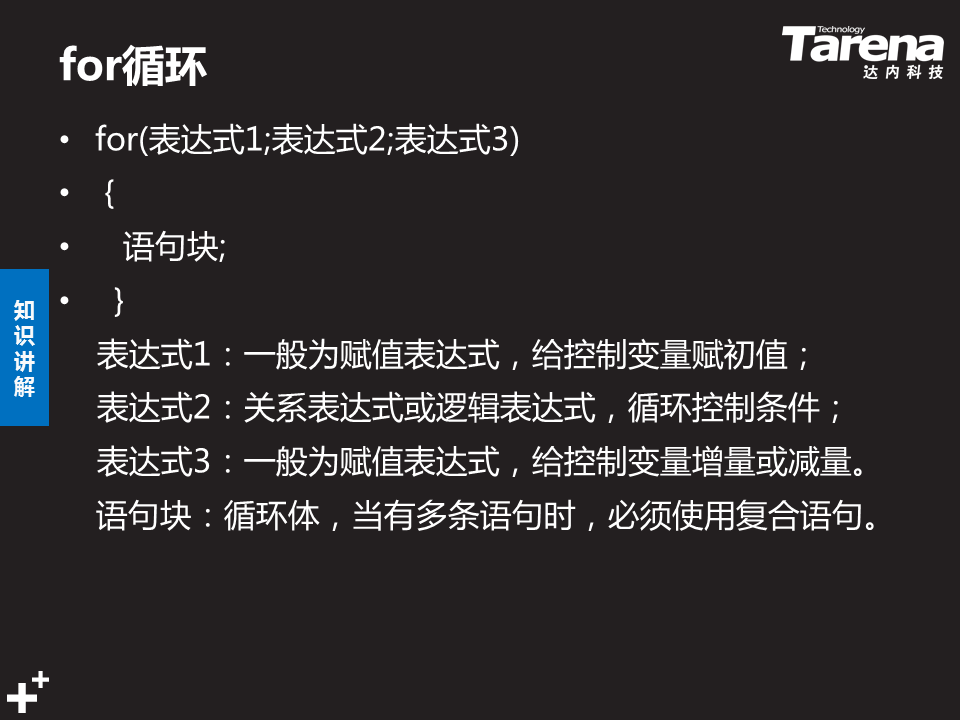 for循环
Technology
Tarena
达内科技
• for(表达式1;表达式2;表达式3)
• {
• 语句块;
• }
表达式1：一般为赋值表达式，给控制变量赋初值；
表达式2：关系表达式或逻辑表达式，循环控制条件；
表达式3：一般为赋值表达式，给控制变量增量或减量。
语句块：循环体，当有多条语句时，必须使用复合语句。
知识讲解